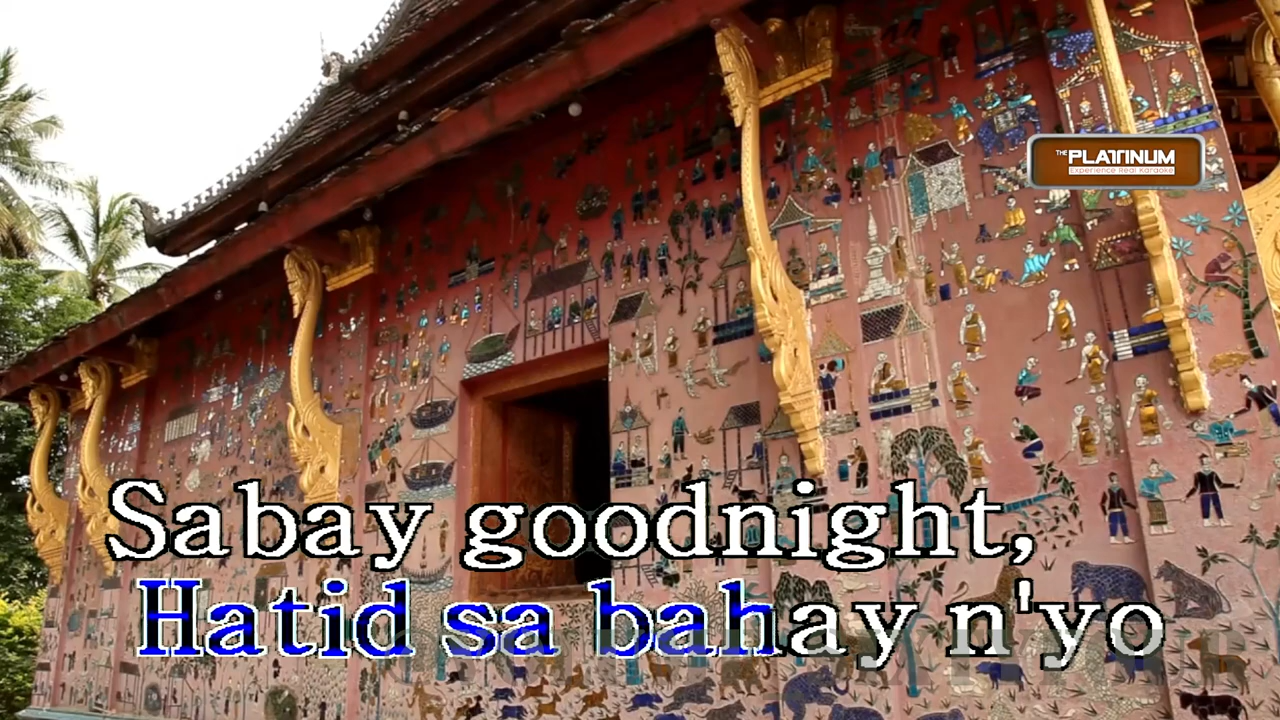 THE PLATINUM
Experience Real Karaoke
Sabay goodnight,
Hatid sa bahay n'yo